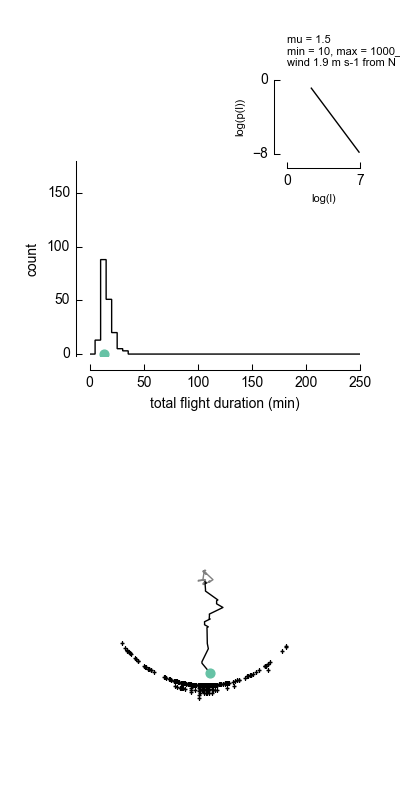 mu = 1.5
min = 10, max = 1000_
wind 1.9 m s-1 from N
0
log(p(l))
−8
0
7
log(l)
150
100
50
0
count
0
50
100
150
200
250
total flight duration (min)